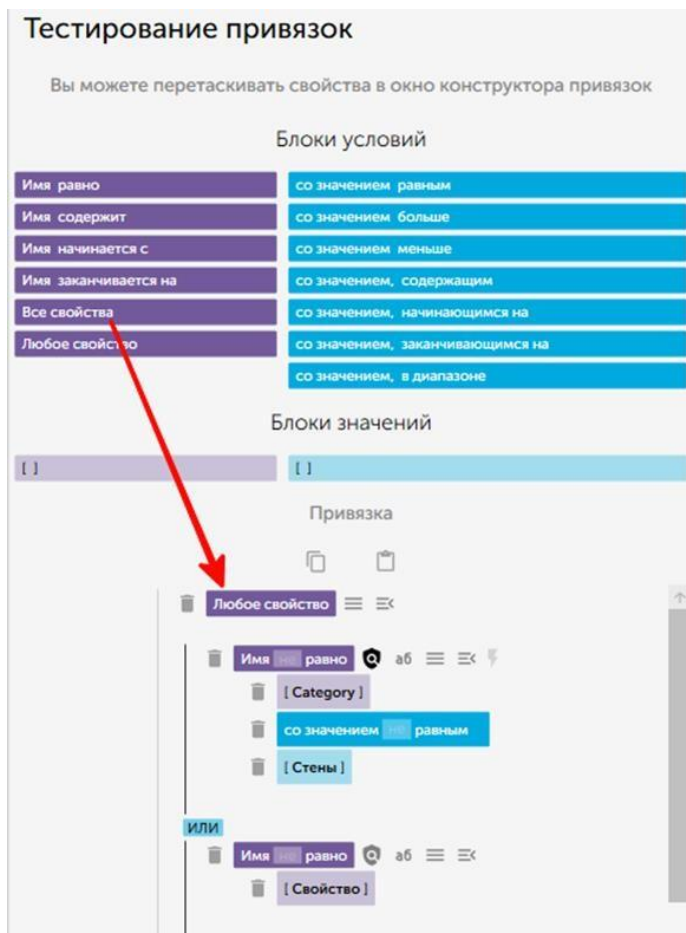 Тестирование привязок
Вы можете перетаскивать свойства в окно конструктора привязок
Блоки условий
Имя равно
со значением равным
Имя содержит
со значением больше
Имя начинается с
со значением меньше
Имя заканчивается на
со значением, содержащим
Все свойства
со значением, начинающимся на
Любое свойство
со значением, заканчивающимся на
со значением, в диапазоне
Блоки значений
[ ]
[ ]
Привязка
Любое свойство
Имя не равно аб
[ Category ]
со значением не равным
[ Стены ]
ИЛИ
Имя не равно аб
[ Свойство ]